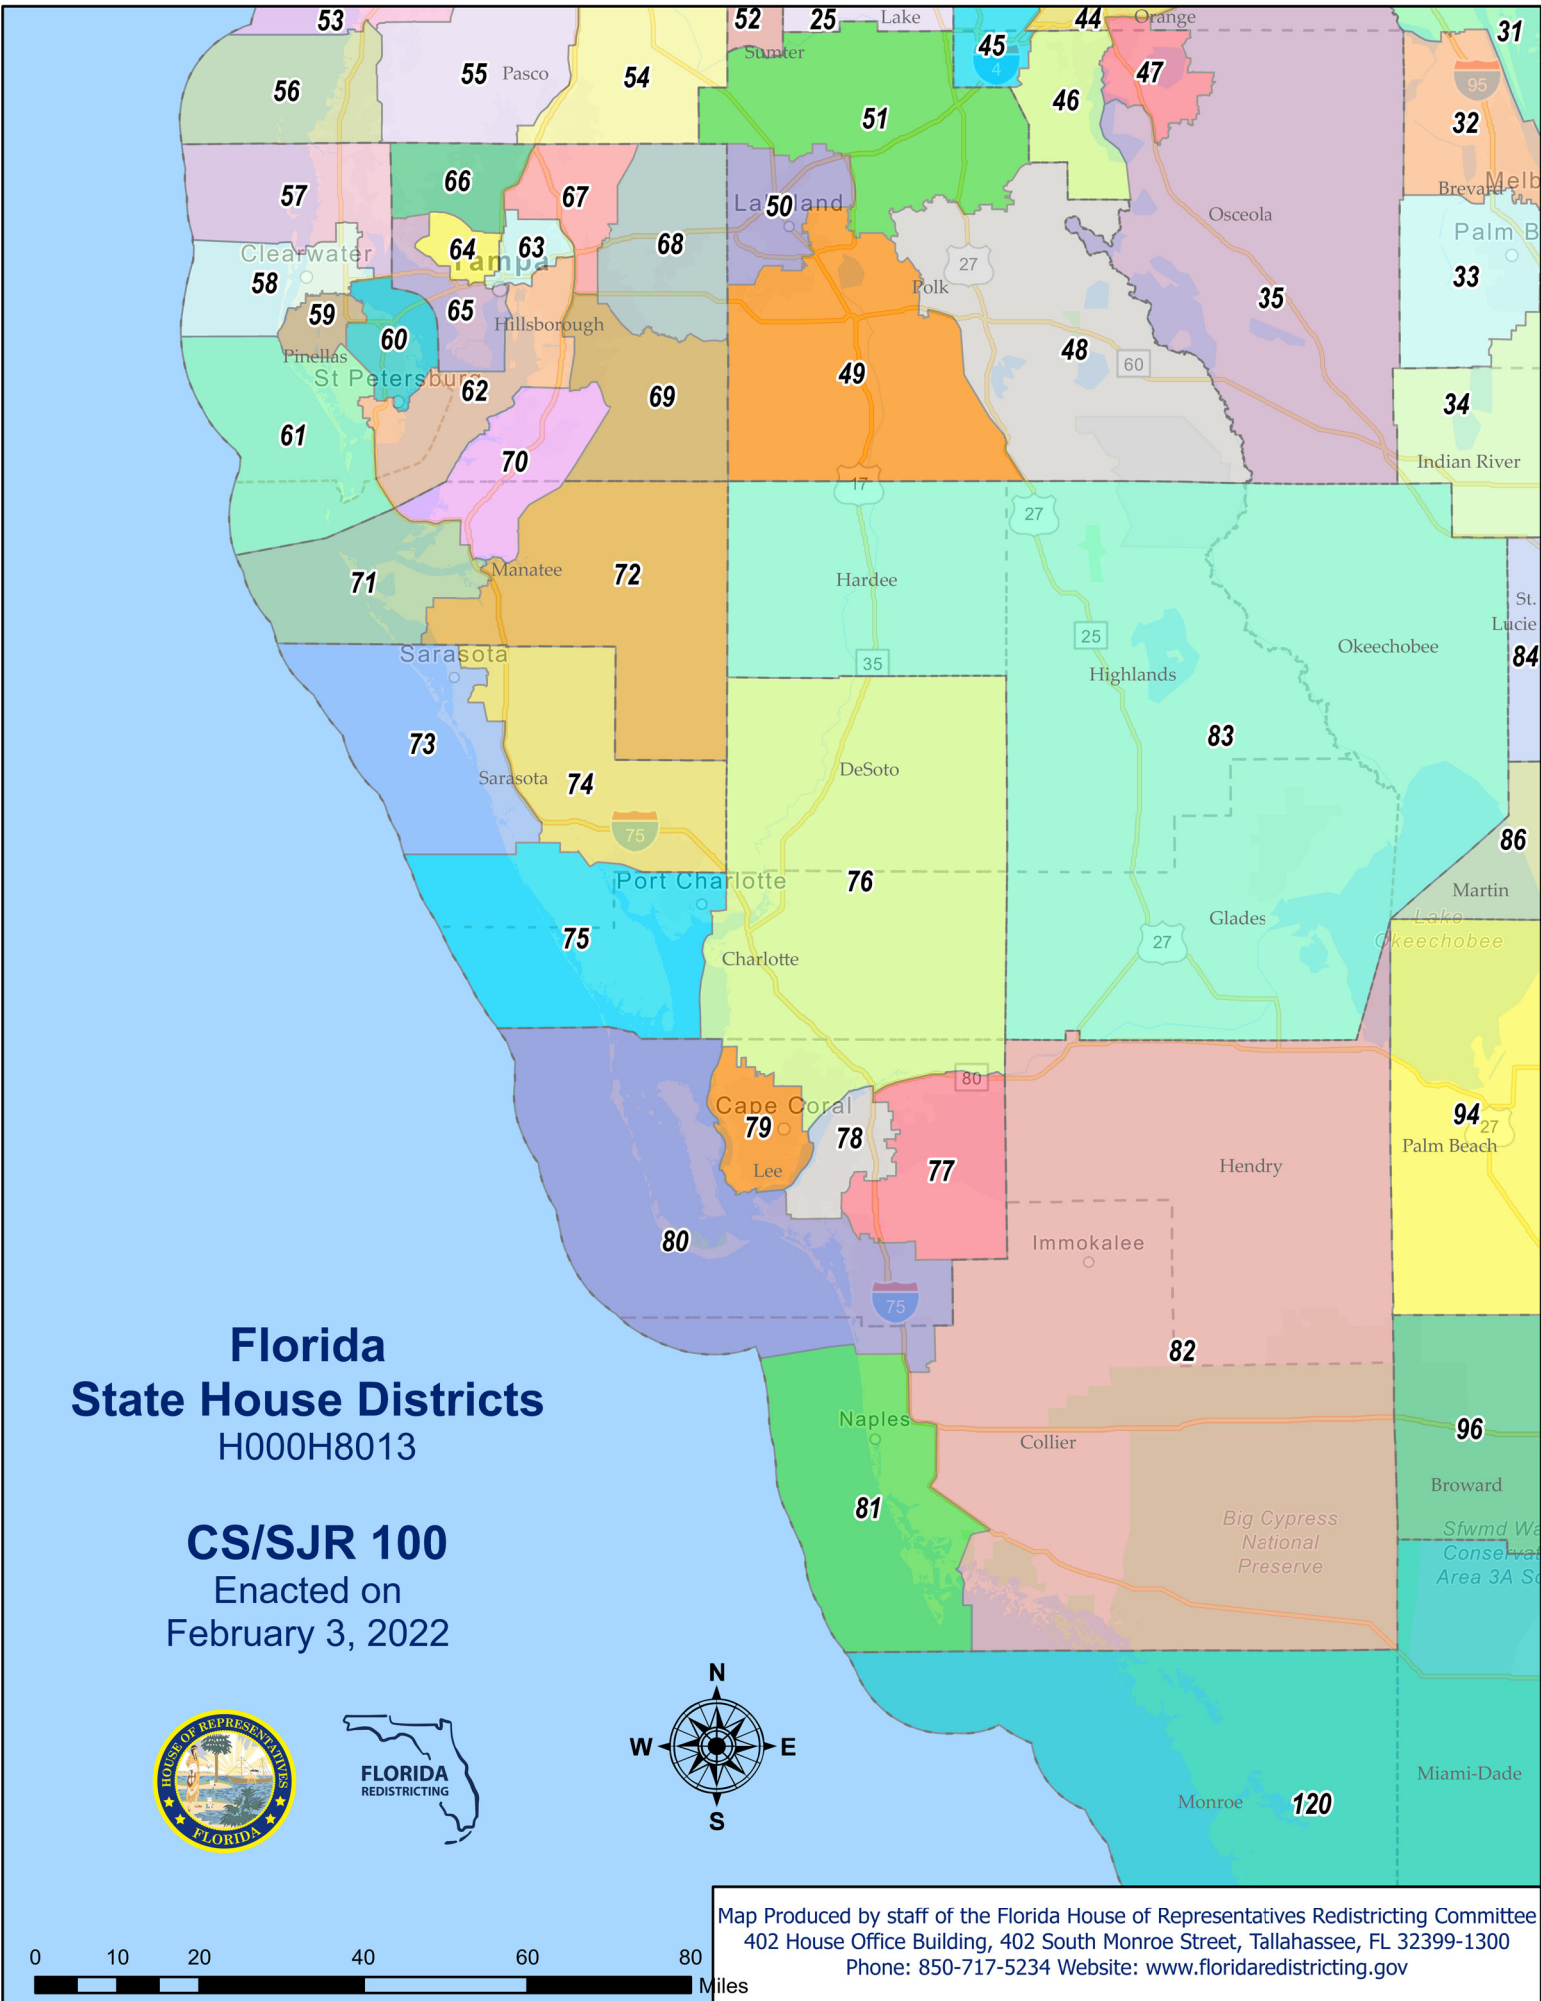 53
52
25
Lake
44
Orange
31
Sumter
45
4
47
55
Pasco
54
56
46
95
51
32
66
67
57
50
Lakeland
Brevard
Melb
Osceola
64
63
68
Tampa
Palm B
Clearwater
58
27
33
Polk
35
59
65
Hillsborough
60
Pinellas
48
60
St Petersburg
49
62
69
34
61
70
Indian River
17
27
71
Manatee
72
Hardee
St.
Lucie
25
Okeechobee
84
Sarasota
35
Highlands
73
83
DeSoto
Sarasota
74
75
86
Port Charlotte
76
Martin
Glades
Lake
Okeechobee
75
27
Charlotte
80
Cape Coral
79
78
94
27
Palm Beach
Lee
77
Hendry
80
Immokalee
75
82
Florida
State House Districts
H000H8013
Naples
96
Collier
Broward
81
Big Cypress
National
Preserve
Sfwmd Wa
Conservat
Area 3A So
CS/SJR 100
Enacted on
February 3, 2022
N
W
E
S
HOUSE OF REPRESENTATIVES
FLORIDA
FLORIDA
REDISTRICTING
Miami-Dade
Monroe
120
Map Produced by staff of the Florida House of Representatives Redistricting Committee
402 House Office Building, 402 South Monroe Street, Tallahassee, FL 32399-1300
Phone: 850-717-5234 Website: www.floridaredistricting.gov
0 10 20 40 60 80
Miles